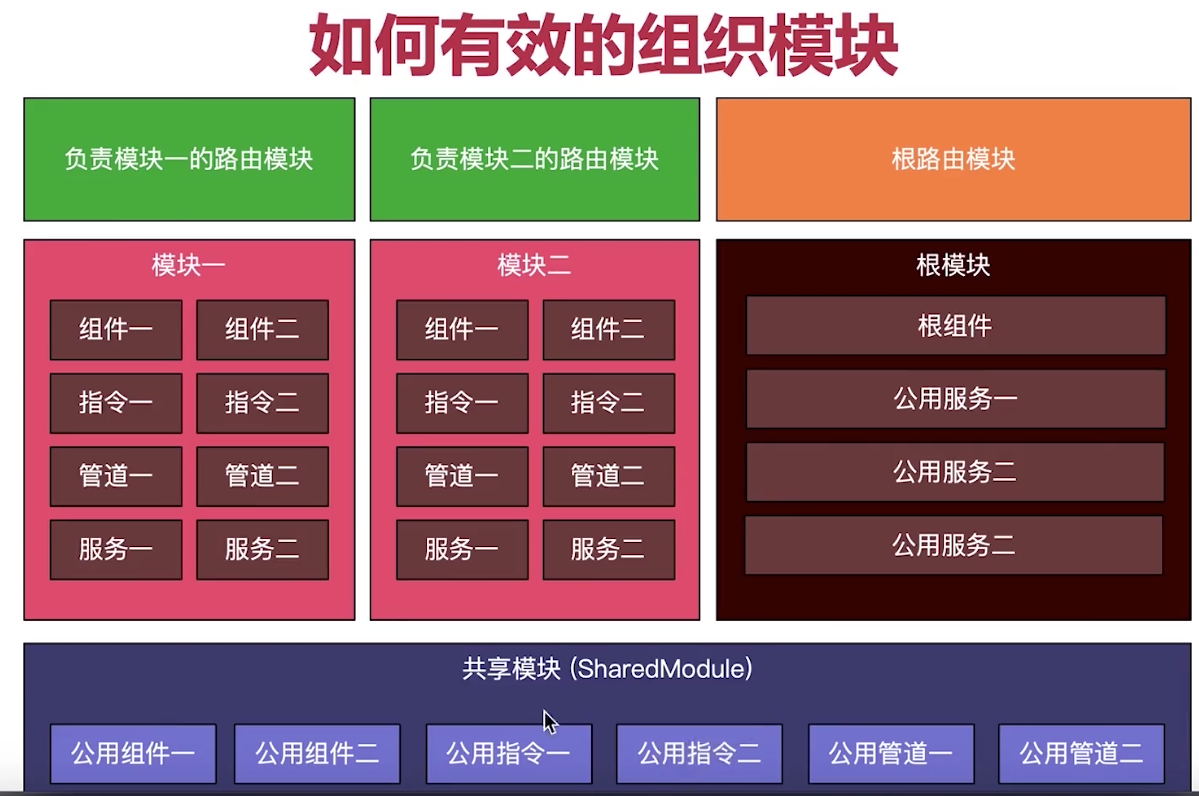 如何有效的组织模块
负责模块一的路由模块
负责模块二的路由模块
根路由模块
模块一
组件一
组件二
指令一
指令二
管道一
管道二
服务一
服务二
模块二
组件一
组件二
指令一
指令二
管道一
管道二
服务一
服务二
根模块
根组件
公用服务一
公用服务二
公用服务二
共享模块 (SharedModule)
公用组件一
公用组件二
公用指令一
公用指令二
公用管道一
公用管道二